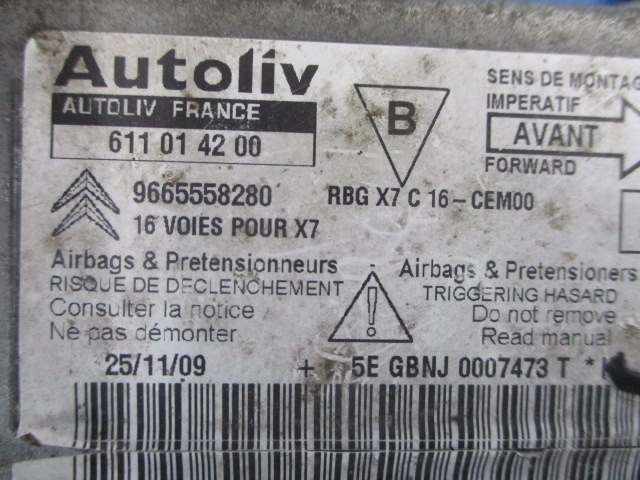 Autoliv
AUTOLIV FRANCE
611 01 42 00
B
SENS DE MONTAG
IMPERATIF
AVANT
FORWARD
9665558280
RBG X7 C 16-CEM00
16 VOIES POUR X7
Airbags & Pretensionneurs
RISQUE DE DECLENCHEMENT
Consulter la notice
Ne pas démonter
Airbags & Pretensioners
TRIGGERING HASARD
Do not remove
Read manual
25/11/09 + 5E GBNJ 0007473 T *